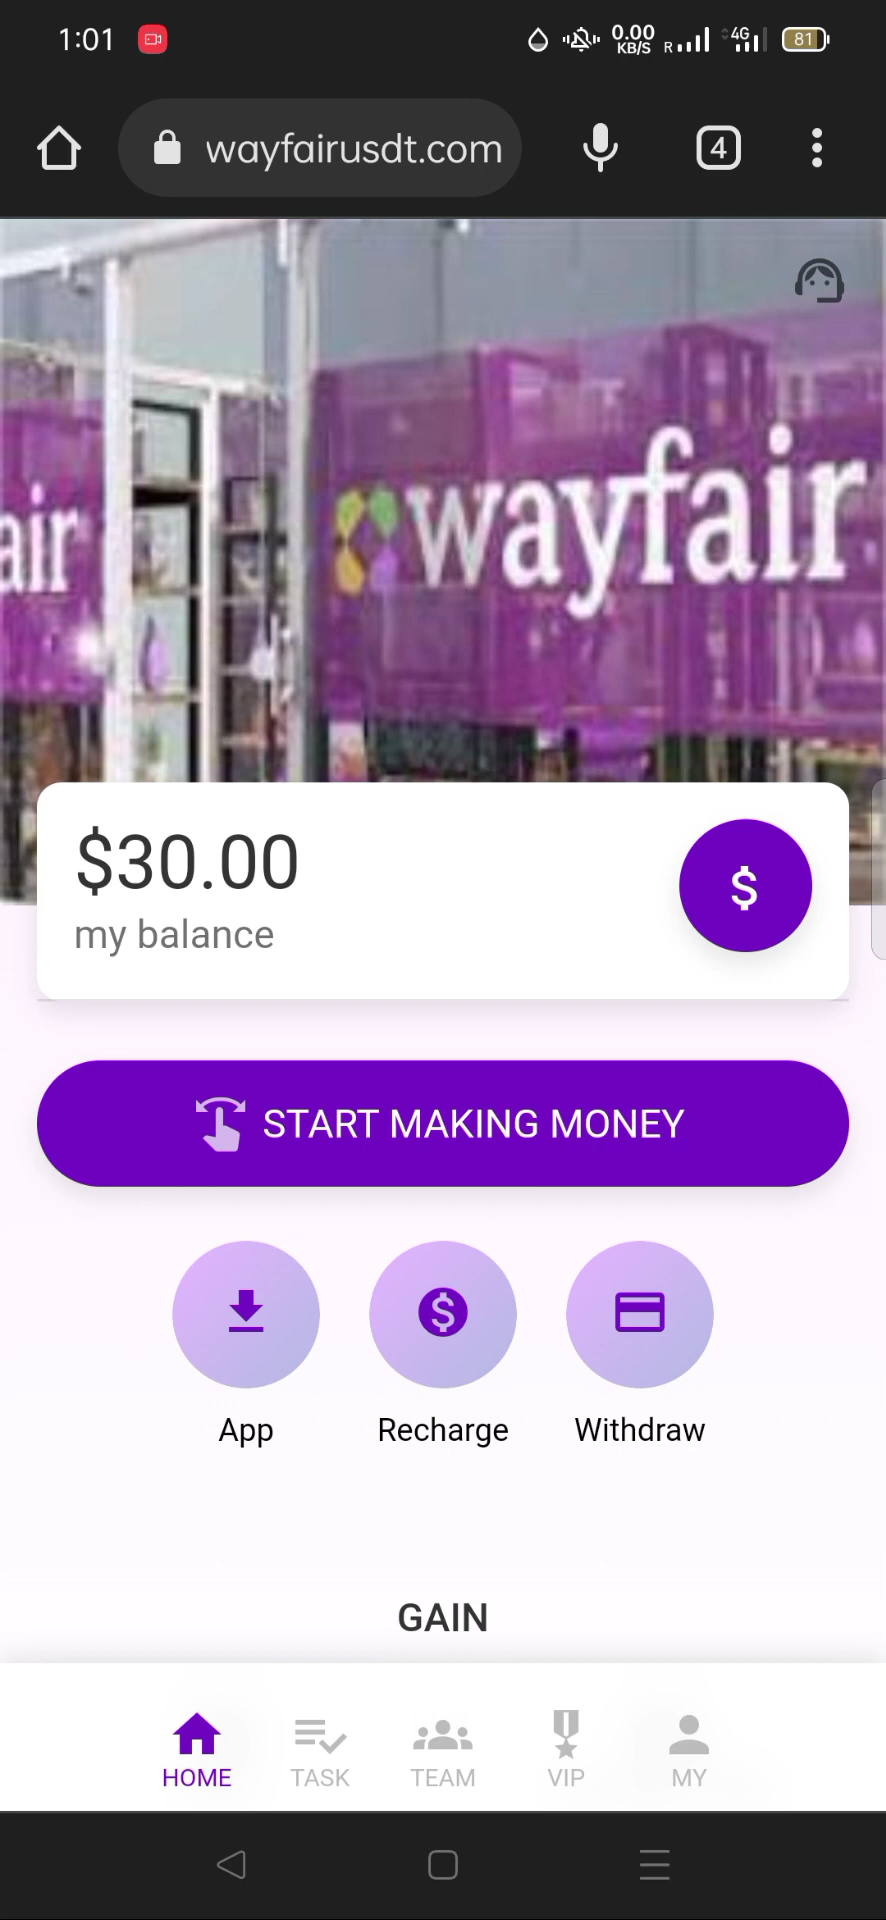 1:01
0.00
KB/S
R
4G
81
wayfairusdt.com
4
air
wayfair
$30.00
my balance
$
START MAKING MONEY
$
App
Recharge
Withdraw
GAIN
HOME
TASK
TEAM
VIP
MY